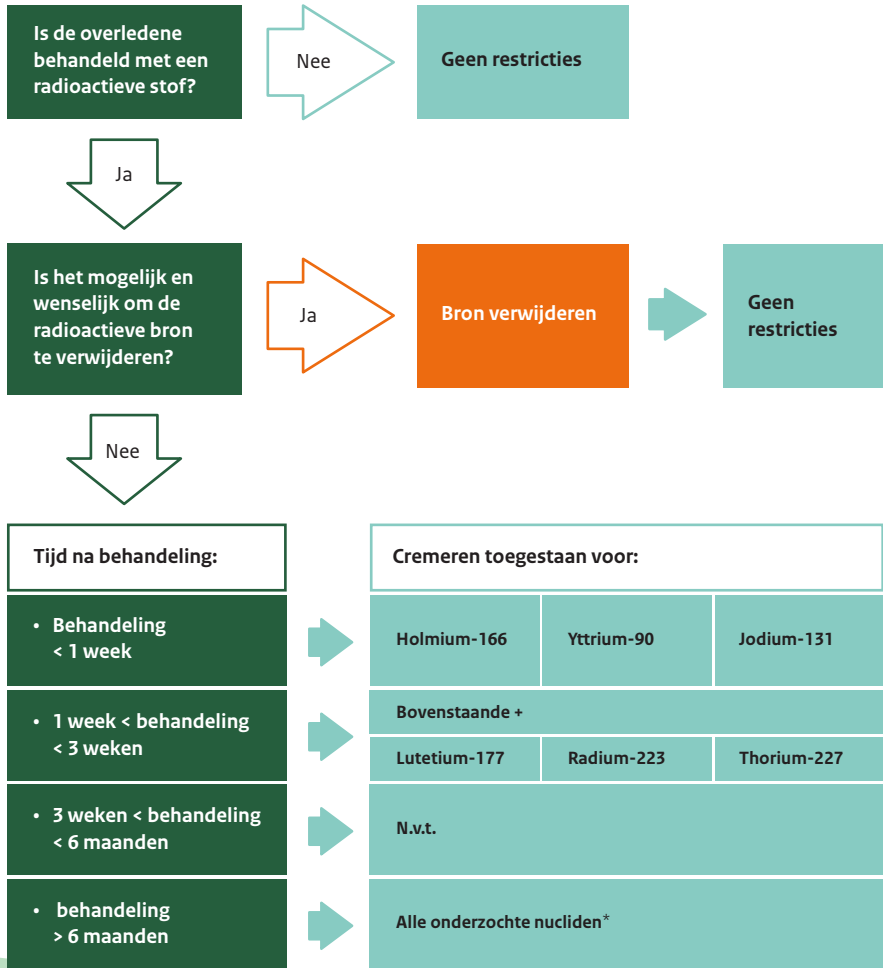 Is de overledene
behandeld met een
radioactieve stof?
Nee
Geen restricties
Ja
Is het mogelijk en
wenselijk om de
radioactieve bron
te verwijderen?
Ja
Bron verwijderen
Geen
restricties
Nee
Tijd na behandeling:
Cremeren toegestaan voor:
• Behandeling
< 1 week
Holmium-166
Yttrium-90
Jodium-131
• 1 week < behandeling
< 3 weken
Bovenstaande +
Lutetium-177
Radium-223
Thorium-227
• 3 weken < behandeling
< 6 maanden
N.v.t.
• behandeling
> 6 maanden
Alle onderzochte nucliden*